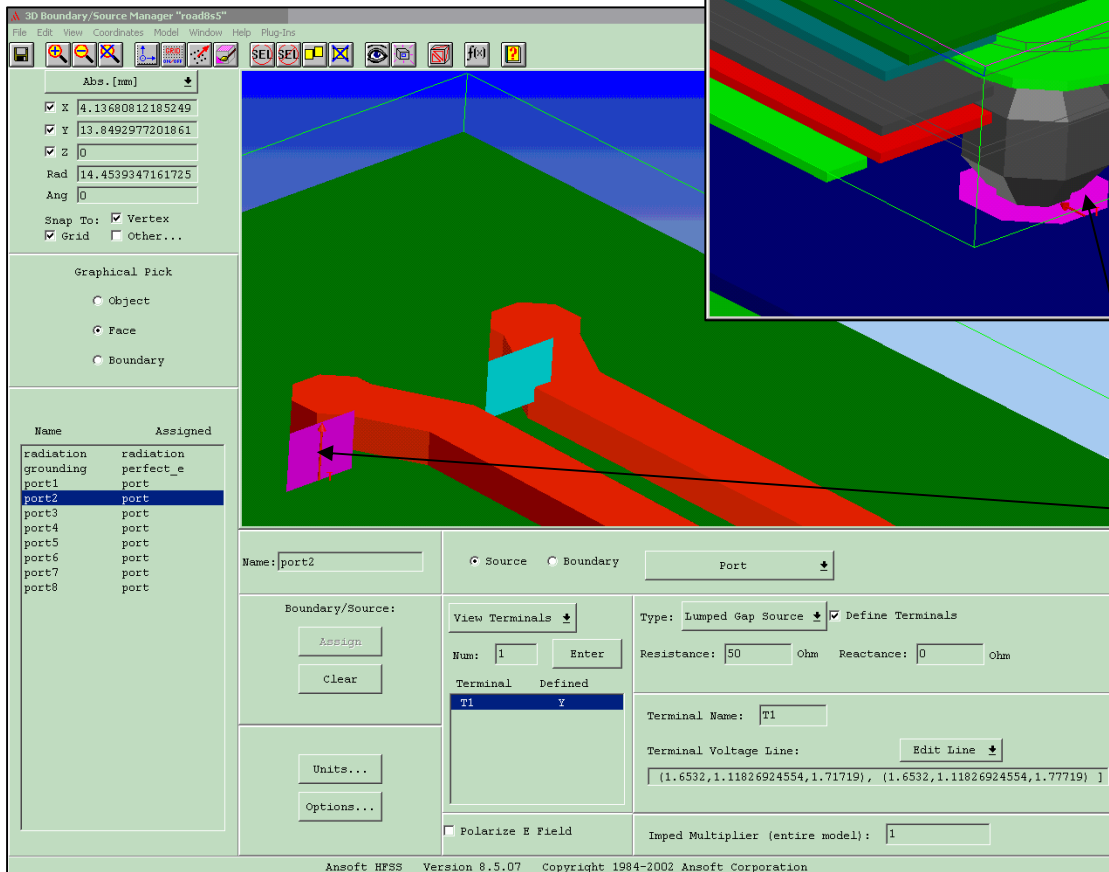 3D Boundary/Source Manager "road8s5"
File Edit View Coordinates Model Window Help Plug-Ins
SEL SEL f(x) ?
Abs.[mm]
X 4.13680812185249
Y 13.8492977201861
Z 0
Rad 14.4539347161725
Ang 0
Snap To: Vertex
Grid Other...
Graphical Pick
Object
Face
Boundary
Name Assigned
radiation radiation
grounding perfect_e
port1 port
port2 port
port3 port
port4 port
port5 port
port6 port
port7 port
port8 port
Name: port2
Source Boundary Port
Boundary/Source:
Assign
Clear
Units...
Options...
View Terminals
Num: 1 Enter
Terminal Defined
T1 Y
Polarize E Field
Type: Lumped Gap Source Define Terminals
Resistance: 50 Ohm Reactance: 0 Ohm
Terminal Name: T1
Terminal Voltage Line: Edit Line
(1.6532,1.11826924554,1.71719), (1.6532,1.11826924554,1.77719) ]
Imped Multiplier (entire model): 1
Ansoft HFSS Version 8.5.07 Copyright 1984-2002 Ansoft Corporation